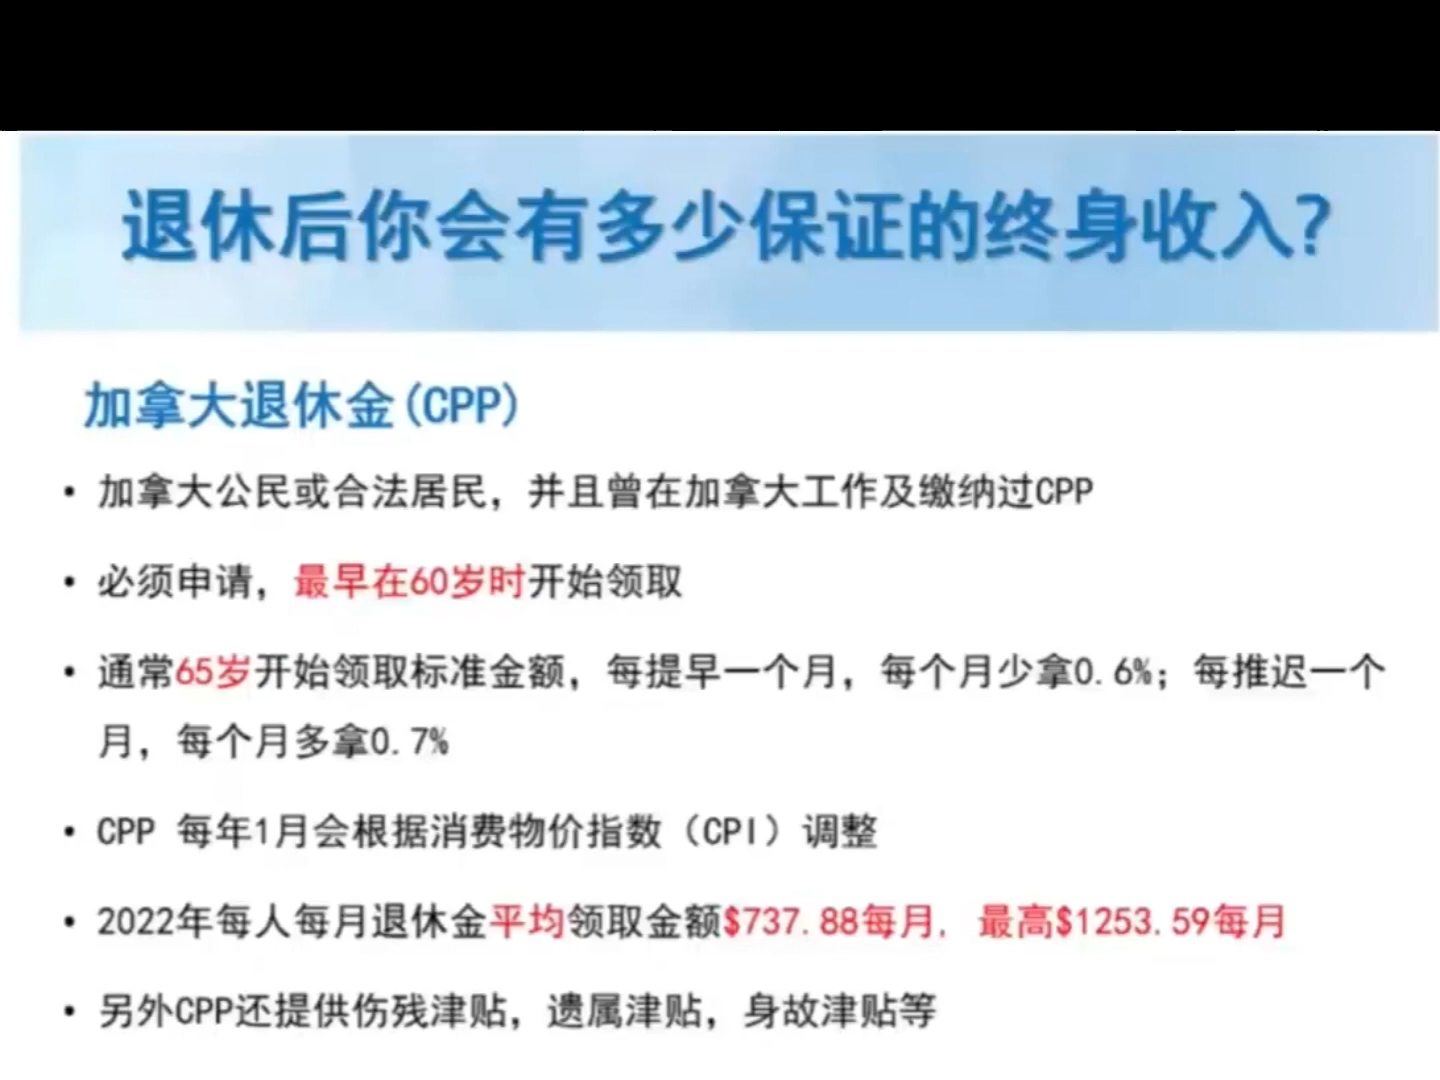 退休后你会有多少保证的终身收入?
加拿大退休金(CPP)
• 加拿大公民或合法居民，并且曾在加拿大工作及缴纳过CPP
• 必须申请，最早在60岁时开始领取
• 通常65岁开始领取标准金额，每提早一个月，每个月少拿0.6%；每推迟一个
月，每个月多拿0.7%
• CPP 每年1月会根据消费物价指数（CPI）调整
• 2022年每人每月退休金平均领取金额$737.88每月. 最高$1253.59每月
• 另外CPP还提供伤残津贴，遗属津贴，身故津贴等